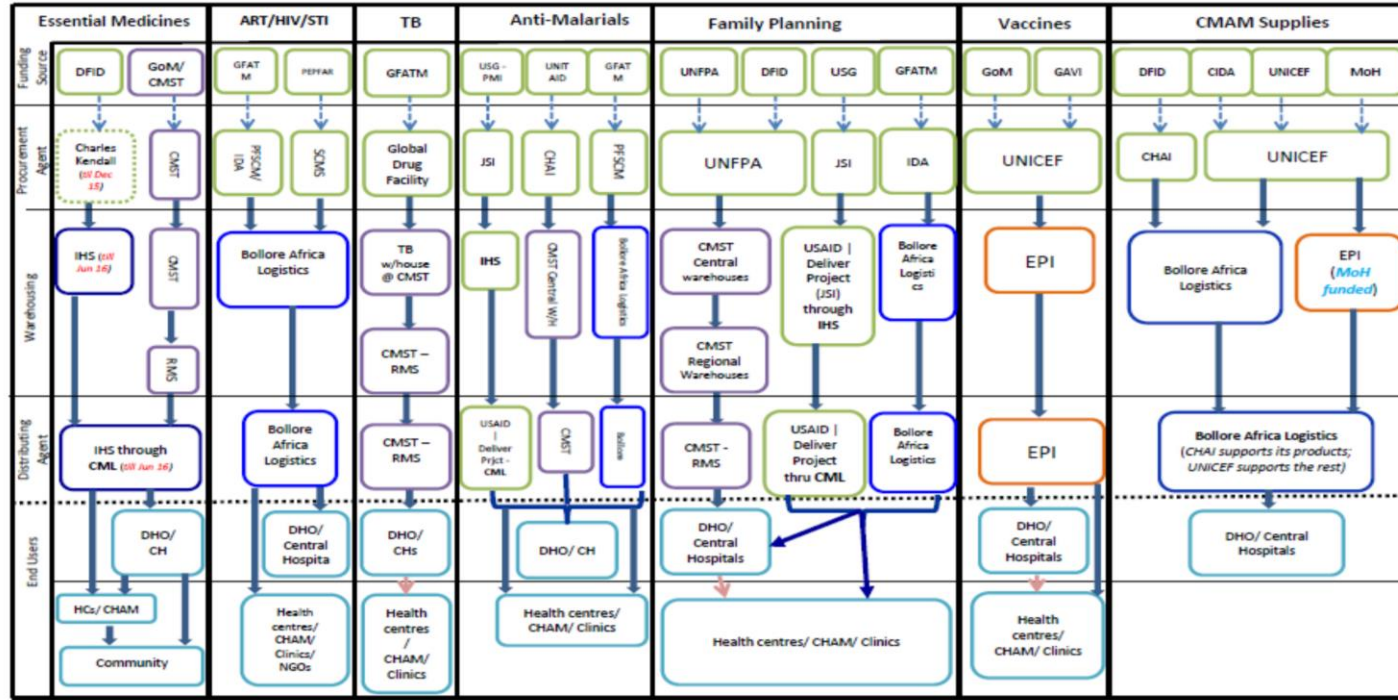 Essential Medicines
ART/HIV/STI
TB
Anti-Malarials
Family Planning
Vaccines
CMAM Supplies
Funding
Source
DFID
GoM/
CMST
GFAT
M
PEPFAR
GFATM
USG -
PMI
UNIT
AID
GFAT
M
UNFPA
DFID
USG
GFATM
GoM
GAVI
DFID
CIDA
UNICEF
MoH
Procurement
Agent
Charles
Kendall
(til Dec
15)
CMST
PFSCM/
IDA
SCMS
Global
Drug
Facility
JSI
CHAI
PFSCM
UNFPA
JSI
IDA
UNICEF
CHAI
UNICEF
Warehousing
IHS (till
Jun 16)
CMST
RMS
Bollore Africa
Logistics
TB
w/house
@ CMST
CMST –
RMS
IHS
CMST Central W/H
Bollore Africa Logistics
CMST
Central
warehouses
CMST
Regional
Warehouses
USAID |
Deliver
Project
(JSI)
through
IHS
Bollore
Africa
Logisti
cs
EPI
Bollore Africa
Logistics
EPI
(MoH
funded)
Distributing
Agent
IHS through
CML (till Jun 16)
Bollore
Africa
Logistics
CMST –
RMS
USAID |
Deliver
Prjct -
CML
CMST
Bollore
CMST -
RMS
USAID |
Deliver
Project
thru CML
Bollore
Africa
Logistics
EPI
Bollore Africa Logistics
(CHAI supports its products;
UNICEF supports the rest)
End Users
DHO/
CH
HCs/ CHAM
Community
DHO/
Central
Hospita
Health
centres/
CHAM/
Clinics/
NGOs
DHO/
CHs
Health
centres
/
CHAM/
Clinics
DHO/ CH
Health centres/
CHAM/ Clinics
DHO/
Central
Hospitals
Health centres/ CHAM/ Clinics
DHO/
Central
Hospitals
Health
centres/
CHAM/ Clinics
DHO/ Central
Hospitals